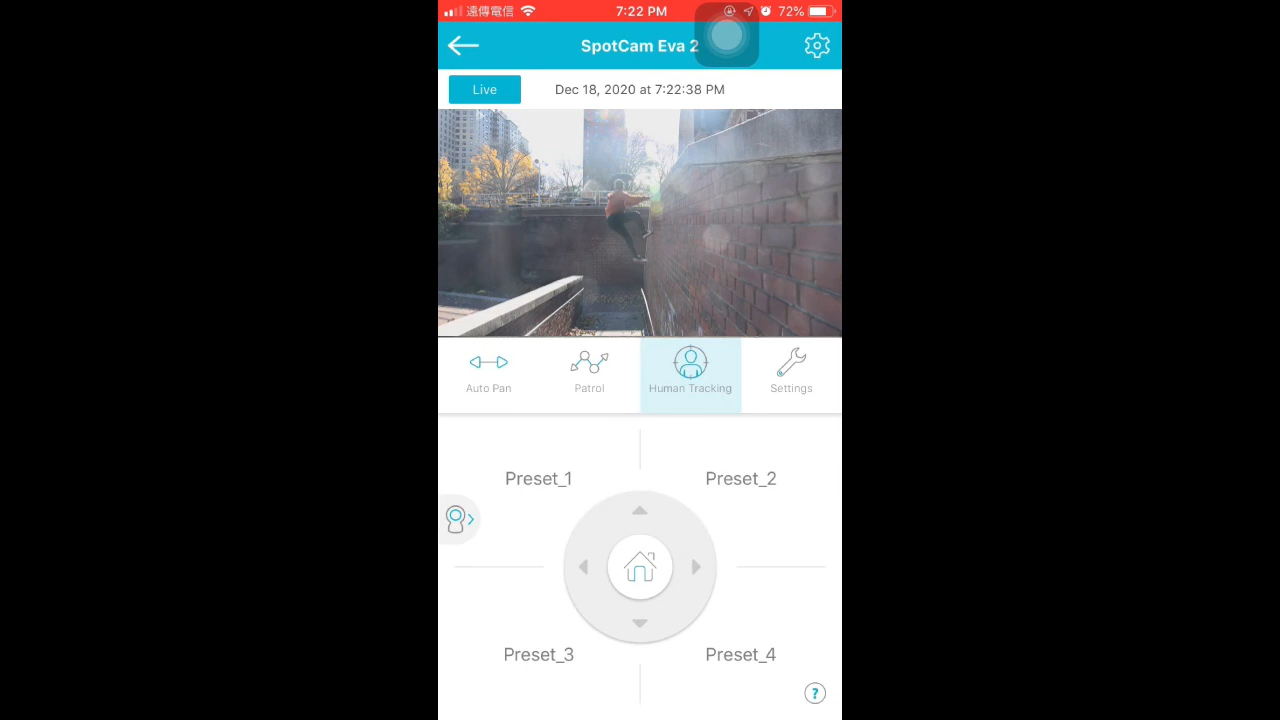 遠傳電信 7:22 PM 72%
SpotCam Eva 2
Live Dec 18, 2020 at 7:22:38 PM
Auto Pan Patrol Human Tracking Settings
Preset_1 Preset_2
Preset_3 Preset_4
?